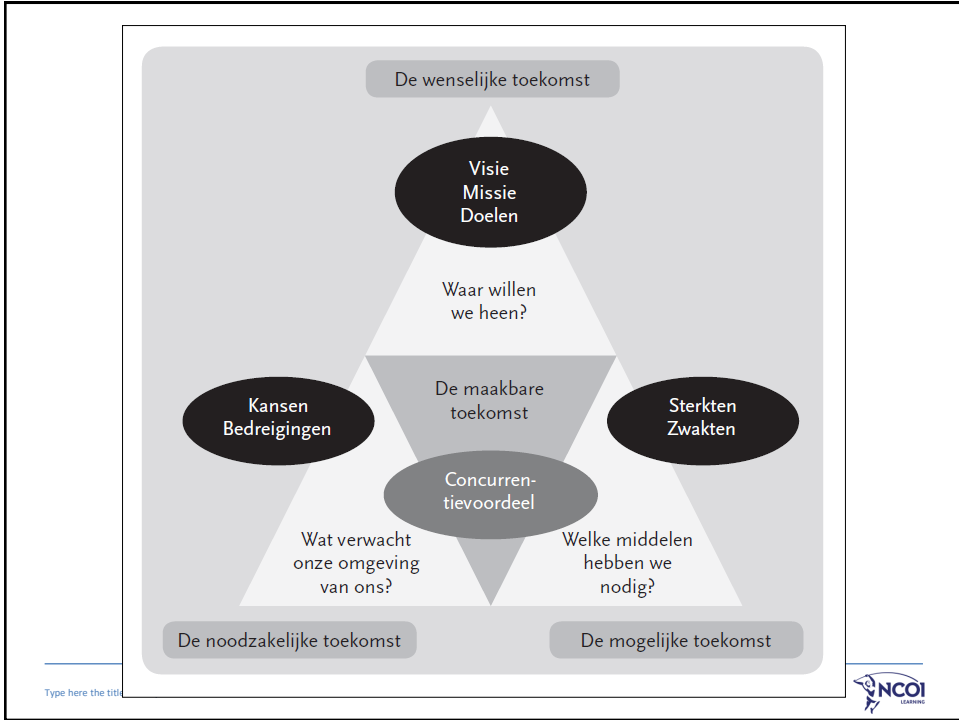 De wenselijke toekomst
Visie
Missie
Doelen
Waar willen
we heen?
De maakbare
toekomst
Kansen
Bedreigingen
Sterkten
Zwakten
Concurren-
tievoordeel
Wat verwacht
onze omgeving
van ons?
Welke middelen
hebben we
nodig?
De noodzakelijke toekomst
De mogelijke toekomst
Type here the title
NCOI
LEARNING